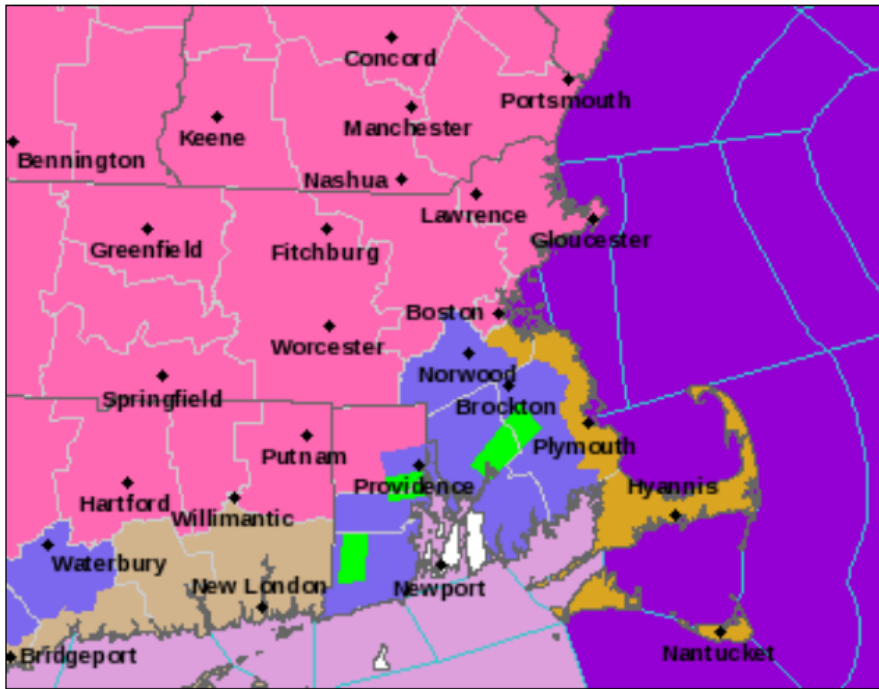 Concord
Portsmouth
Manchester
Keene
Bennington
Nashua
Lawrence
Greenfield
Fitchburg
Gloucester
Boston
Worcester
Norwood
Springfield
Brockton
Plymouth
Putnam
Providence
Hyannis
Hartford
Willimantic
Waterbury
New London
Newport
Bridgeport
Nantucket